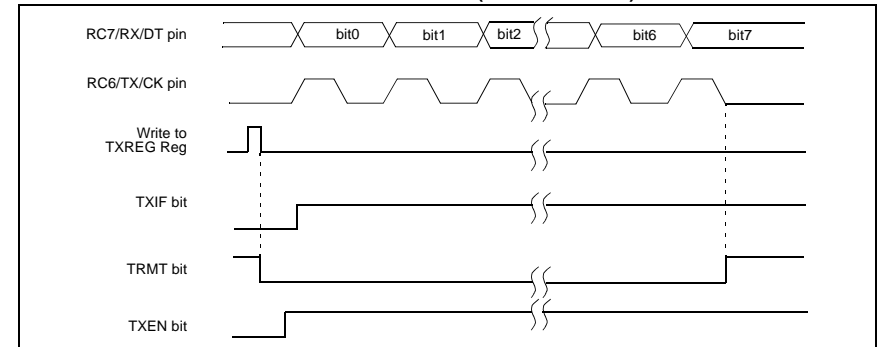 RC7/RX/DT pin
bit0 bit1 bit2 bit6 bit7
RC6/TX/CK pin
Write to
TXREG Reg
TXIF bit
TRMT bit
TXEN bit